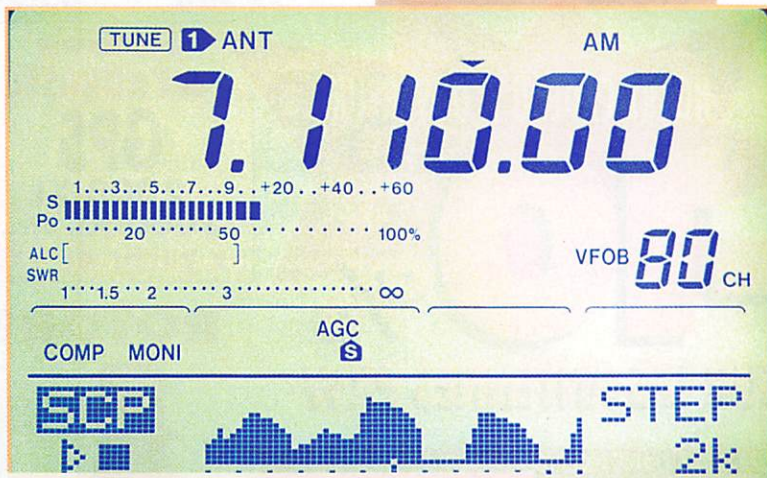 TUNE 1 ANT AM
7.110.00
1...3...5...7...9..+20..+40..+60
S
Po
20 50 100%
ALC[ ]
SWR
VFOB 80 CH
1···1.5··2·····3··············∞
AGC
COMP MONI S
SCP STEP
2k